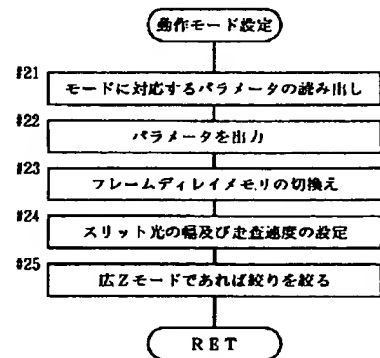 動作モード設定
#21
モードに対応するパラメータの読み出し
#22
パラメータを出力
#23
フレームディレイメモリの切換え
#24
スリット光の幅及び走査速度の設定
#25
広Zモードであれば絞りを絞る
RET